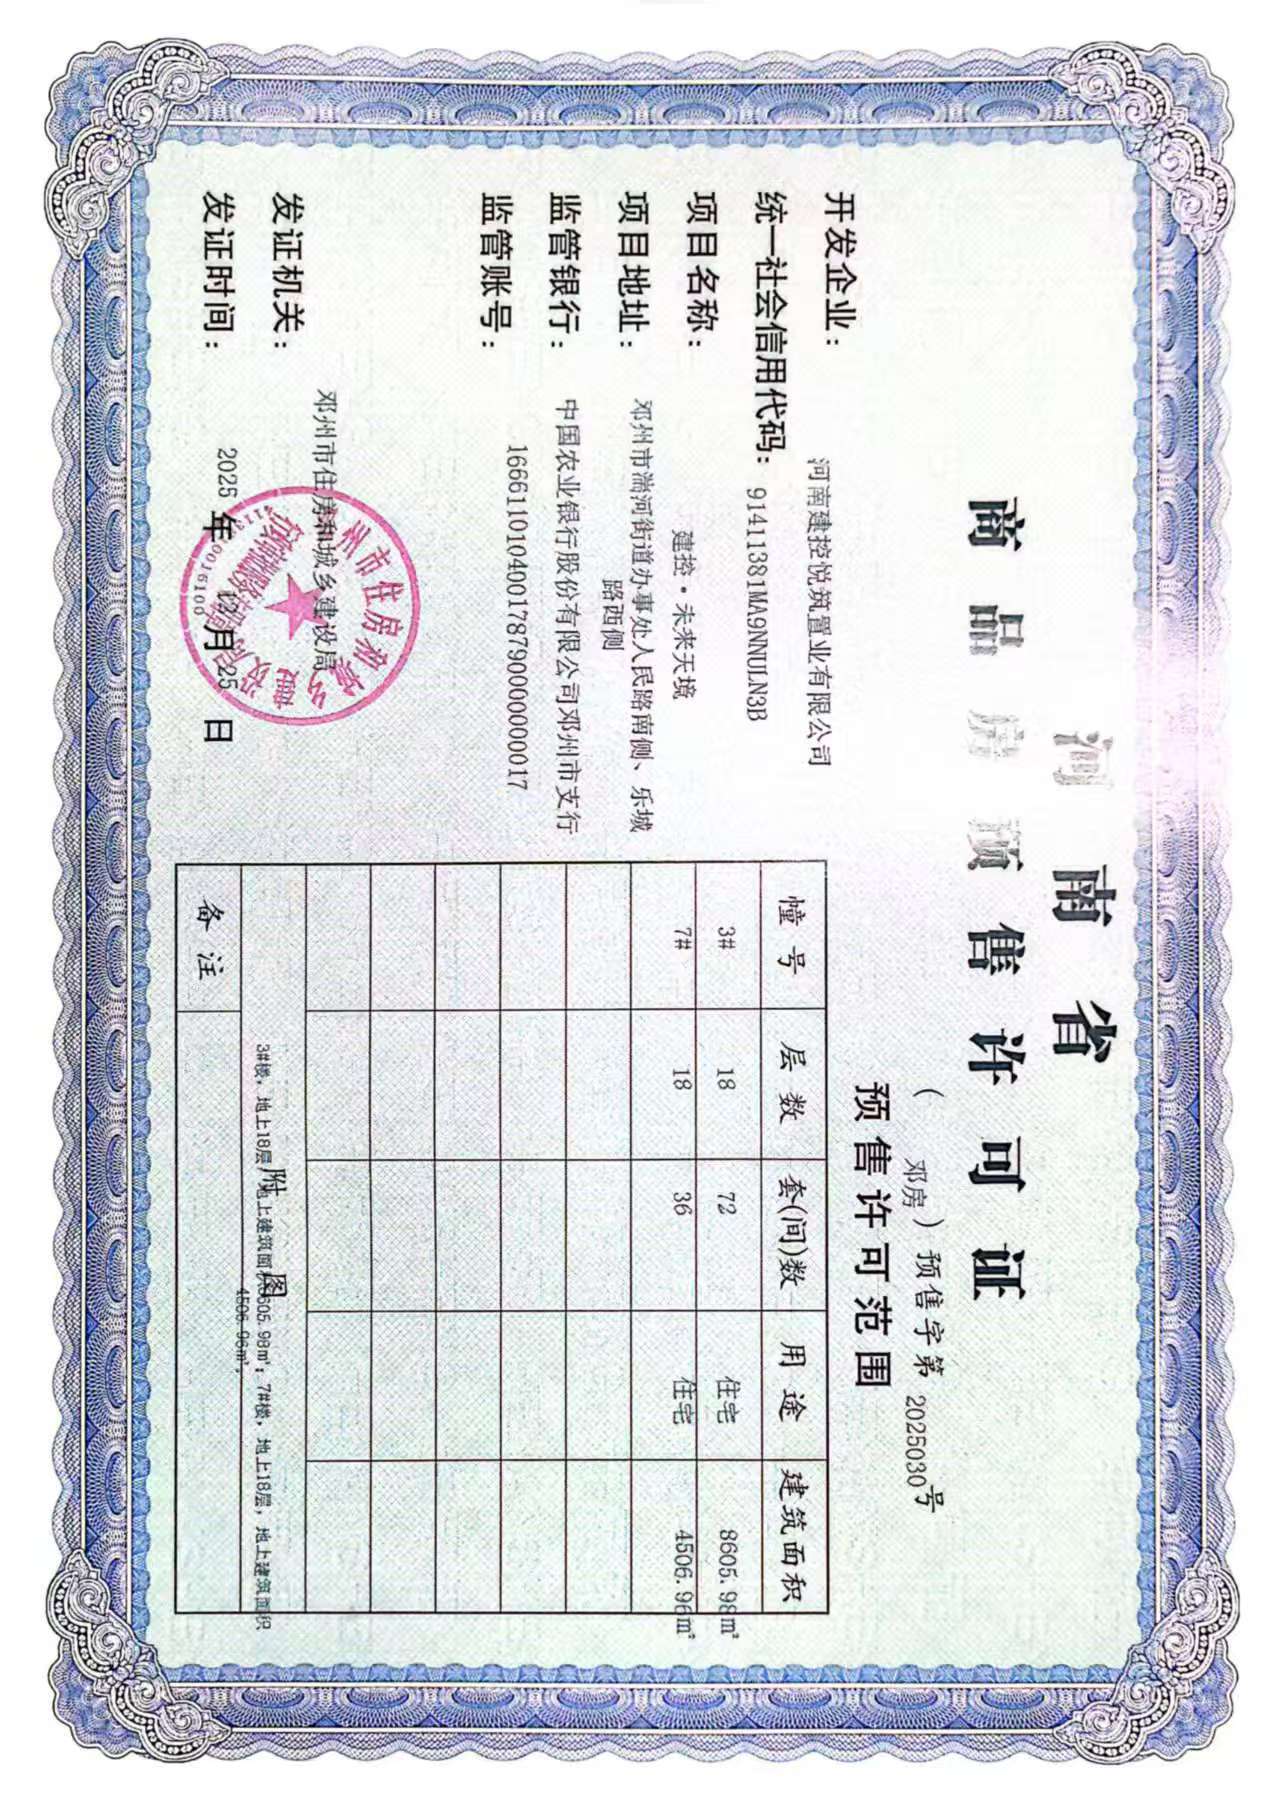 河南省
商品房预售许可证
(邓房)预售字第2025030号
开发企业:河南建控悦筑置业有限公司
统一社会信用代码:91411381MA9NNULN3B
项目名称:建控·未来天境
项目地址:邓州市湍河街道办事处人民路南侧、乐城
路西侧
监管银行:中国农业银行股份有限公司邓州市支行
监管账号:16661101040017879000000000017
发证机关:邓州市住房和城乡建设局
发证时间:2025年12月25日
预售许可范围
幢号 层数 套(间)数 用途 建筑面积
3# 18 72 住宅 8605.98㎡
7# 18 36 住宅 4506.96㎡
附图
备注
3#楼,地上18层,地上建筑面积8605.98㎡;7#楼,地上18层,地上建筑面积
4506.96㎡。